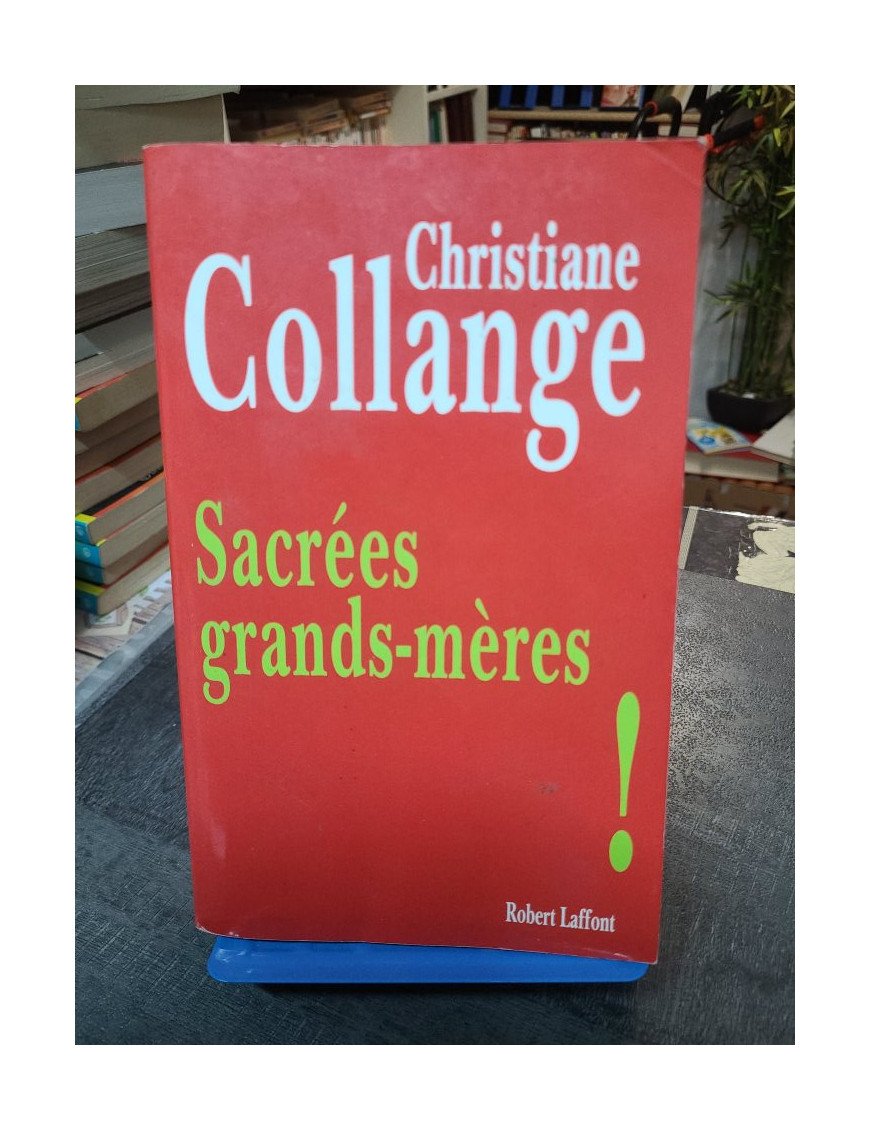 Christiane
Collange
Sacrées
grands-mères
!
Robert Laffont